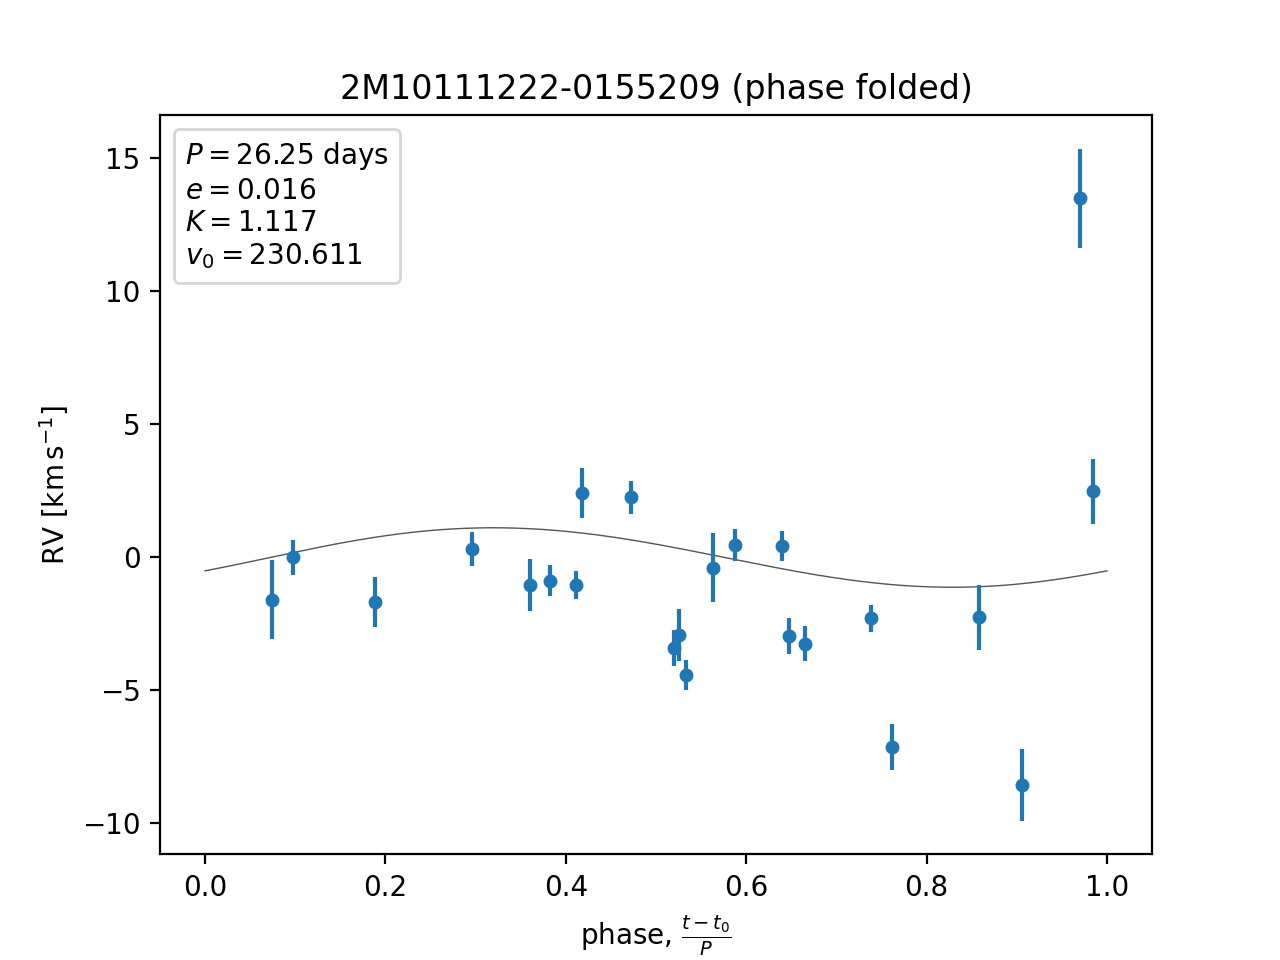 2M10111222-0155209 (phase folded)
P = 26.25 days
e = 0.016
K = 1.117
v₀ = 230.611
15
10
5
0
−5
−10
RV [km s⁻¹]
0.0 0.2 0.4 0.6 0.8 1.0
phase, (t − t₀)/P